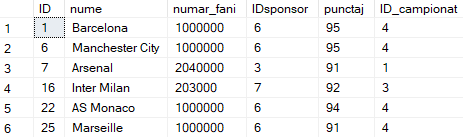 ID nume numar_fani IDsponsor punctaj ID_campionat
1 1 Barcelona 1000000 6 95 4
2 6 Manchester City 1000000 6 95 4
3 7 Arsenal 2040000 3 91 1
4 16 Inter Milan 203000 7 92 3
5 22 AS Monaco 1000000 6 94 4
6 25 Marseille 1000000 6 91 4